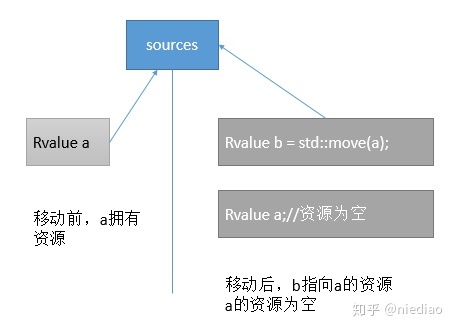 sources
Rvalue a
Rvalue b = std::move(a);
Rvalue a;//资源为空
移动前，a拥有
资源
移动后，b指向a的资源
a的资源为空
知乎 @niediao